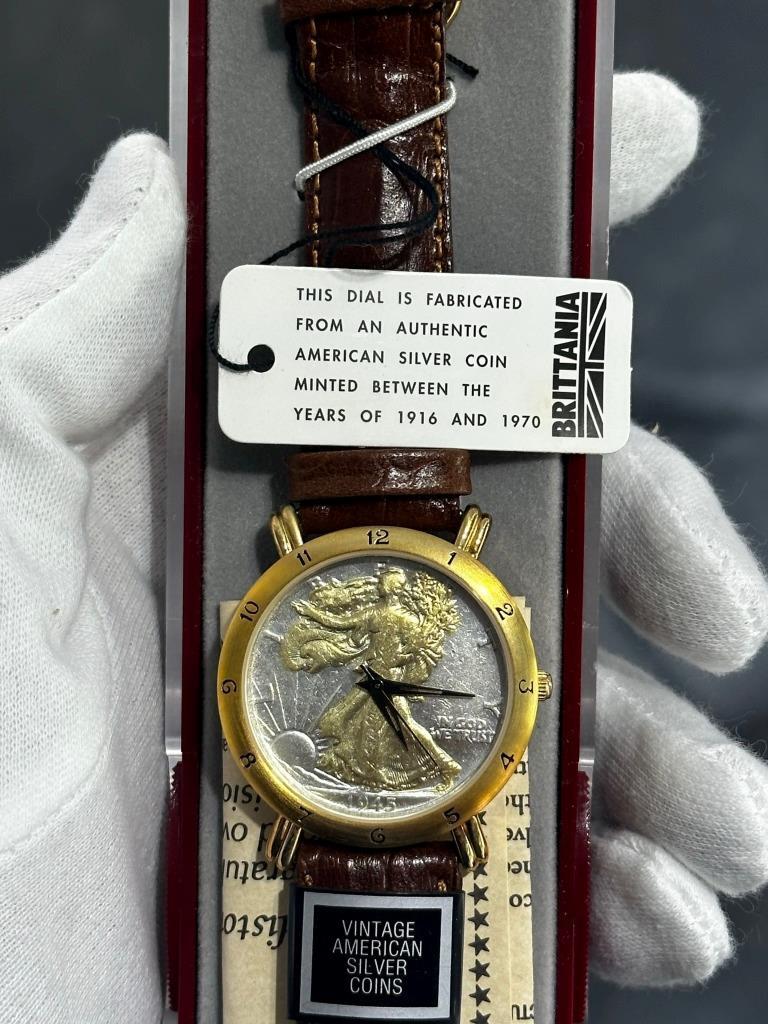 THIS DIAL IS FABRICATED
FROM AN AUTHENTIC
AMERICAN SILVER COIN
MINTED BETWEEN THE
YEARS OF 1916 AND 1970
BRITTANIA
12
1
2
3
4
5
6
7
8
9
10
11
IN GOD
WE TRUST
1945
VINTAGE
AMERICAN
SILVER
COINS